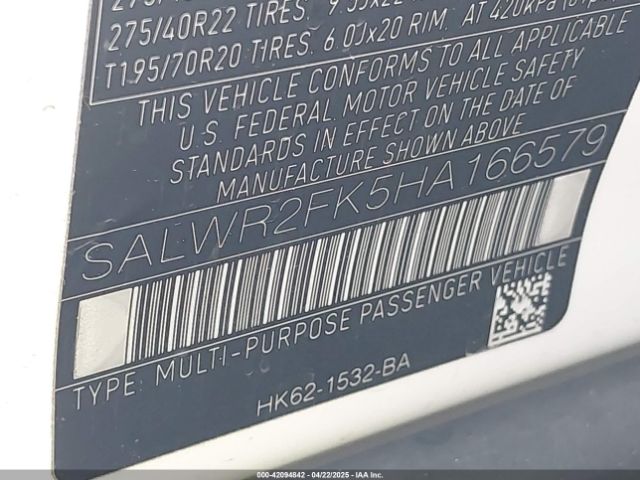 275/40R22 TIRES.
T195/70R20 TIRES. 6.0Jx20 RIM. AT 420kPa
THIS VEHICLE CONFORMS TO ALL APPLICABLE
U.S. FEDERAL MOTOR VEHICLE SAFETY
STANDARDS IN EFFECT ON THE DATE OF
MANUFACTURE SHOWN ABOVE
SALWR2FK5HA166579
TYPE: MULTI-PURPOSE PASSENGER VEHICLE
HK62-1532-BA
000-42094842 - 04/22/2025 - IAAI.COM